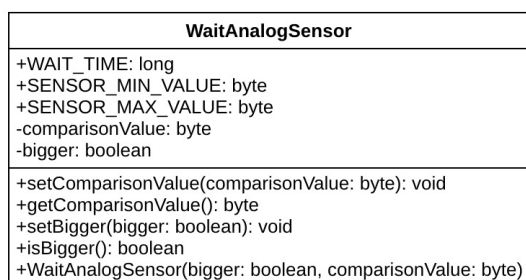 WaitAnalogSensor
+WAIT_TIME: long
+SENSOR_MIN_VALUE: byte
+SENSOR_MAX_VALUE: byte
-comparisonValue: byte
-bigger: boolean
+setComparisonValue(comparisonValue: byte): void
+getComparisonValue(): byte
+setBigger(bigger: boolean): void
+isBigger(): boolean
+WaitAnalogSensor(bigger: boolean, comparisonValue: byte)